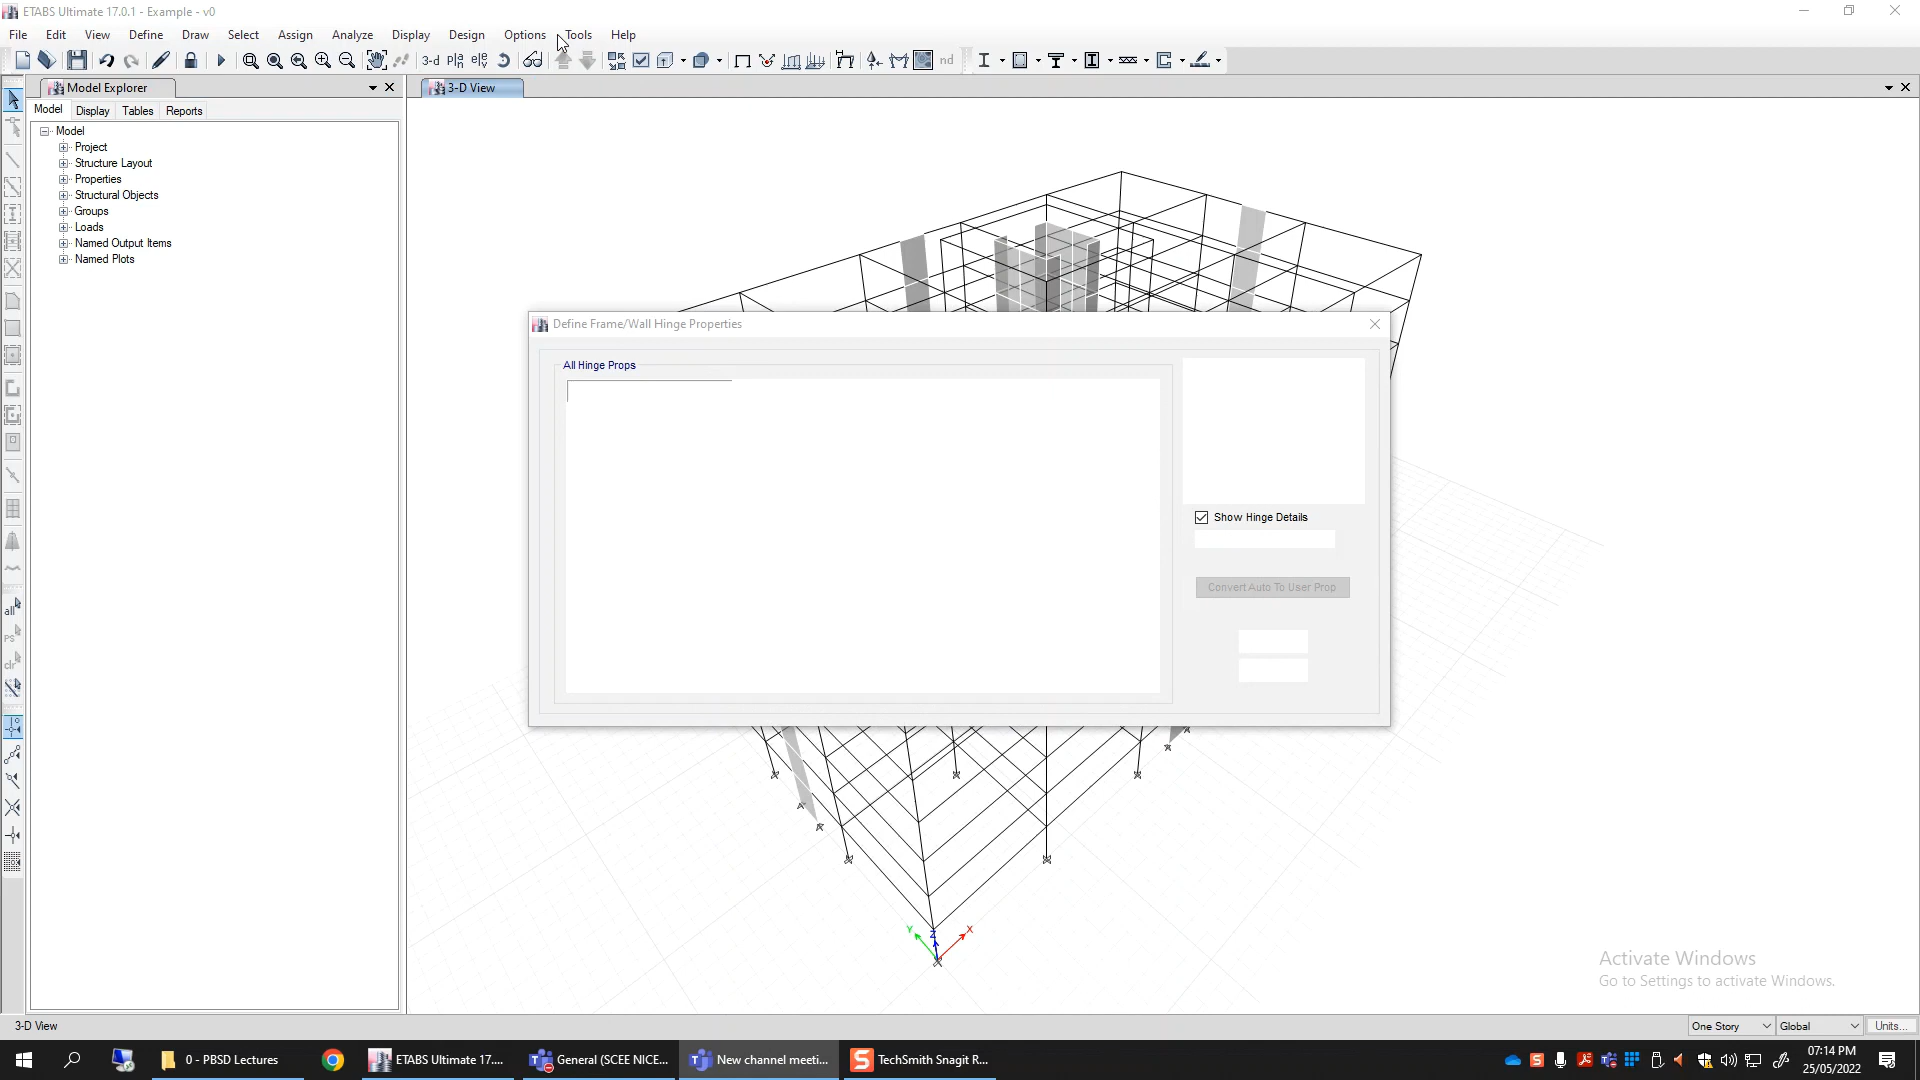 ETABS Ultimate 17.0.1 - Example - v0
File Edit View Define Draw Select Assign Analyze Display Design Options Tools Help
3-d nd
Model Explorer
3-D View
Model Display Tables Reports
Model
Project
Structure Layout
Properties
Structural Objects
Groups
Loads
Named Output Items
Named Plots
Define Frame/Wall Hinge Properties
All Hinge Props
Show Hinge Details
Convert Auto To User Prop
all
ps
clr
Y Z X
Activate Windows
Go to Settings to activate Windows.
3-D View
One Story Global Units...
0 - PBSD Lectures ETABS Ultimate 17.... General (SCEE NICE... New channel meeti... TechSmith Snagit R...
07:14 PM
25/05/2022